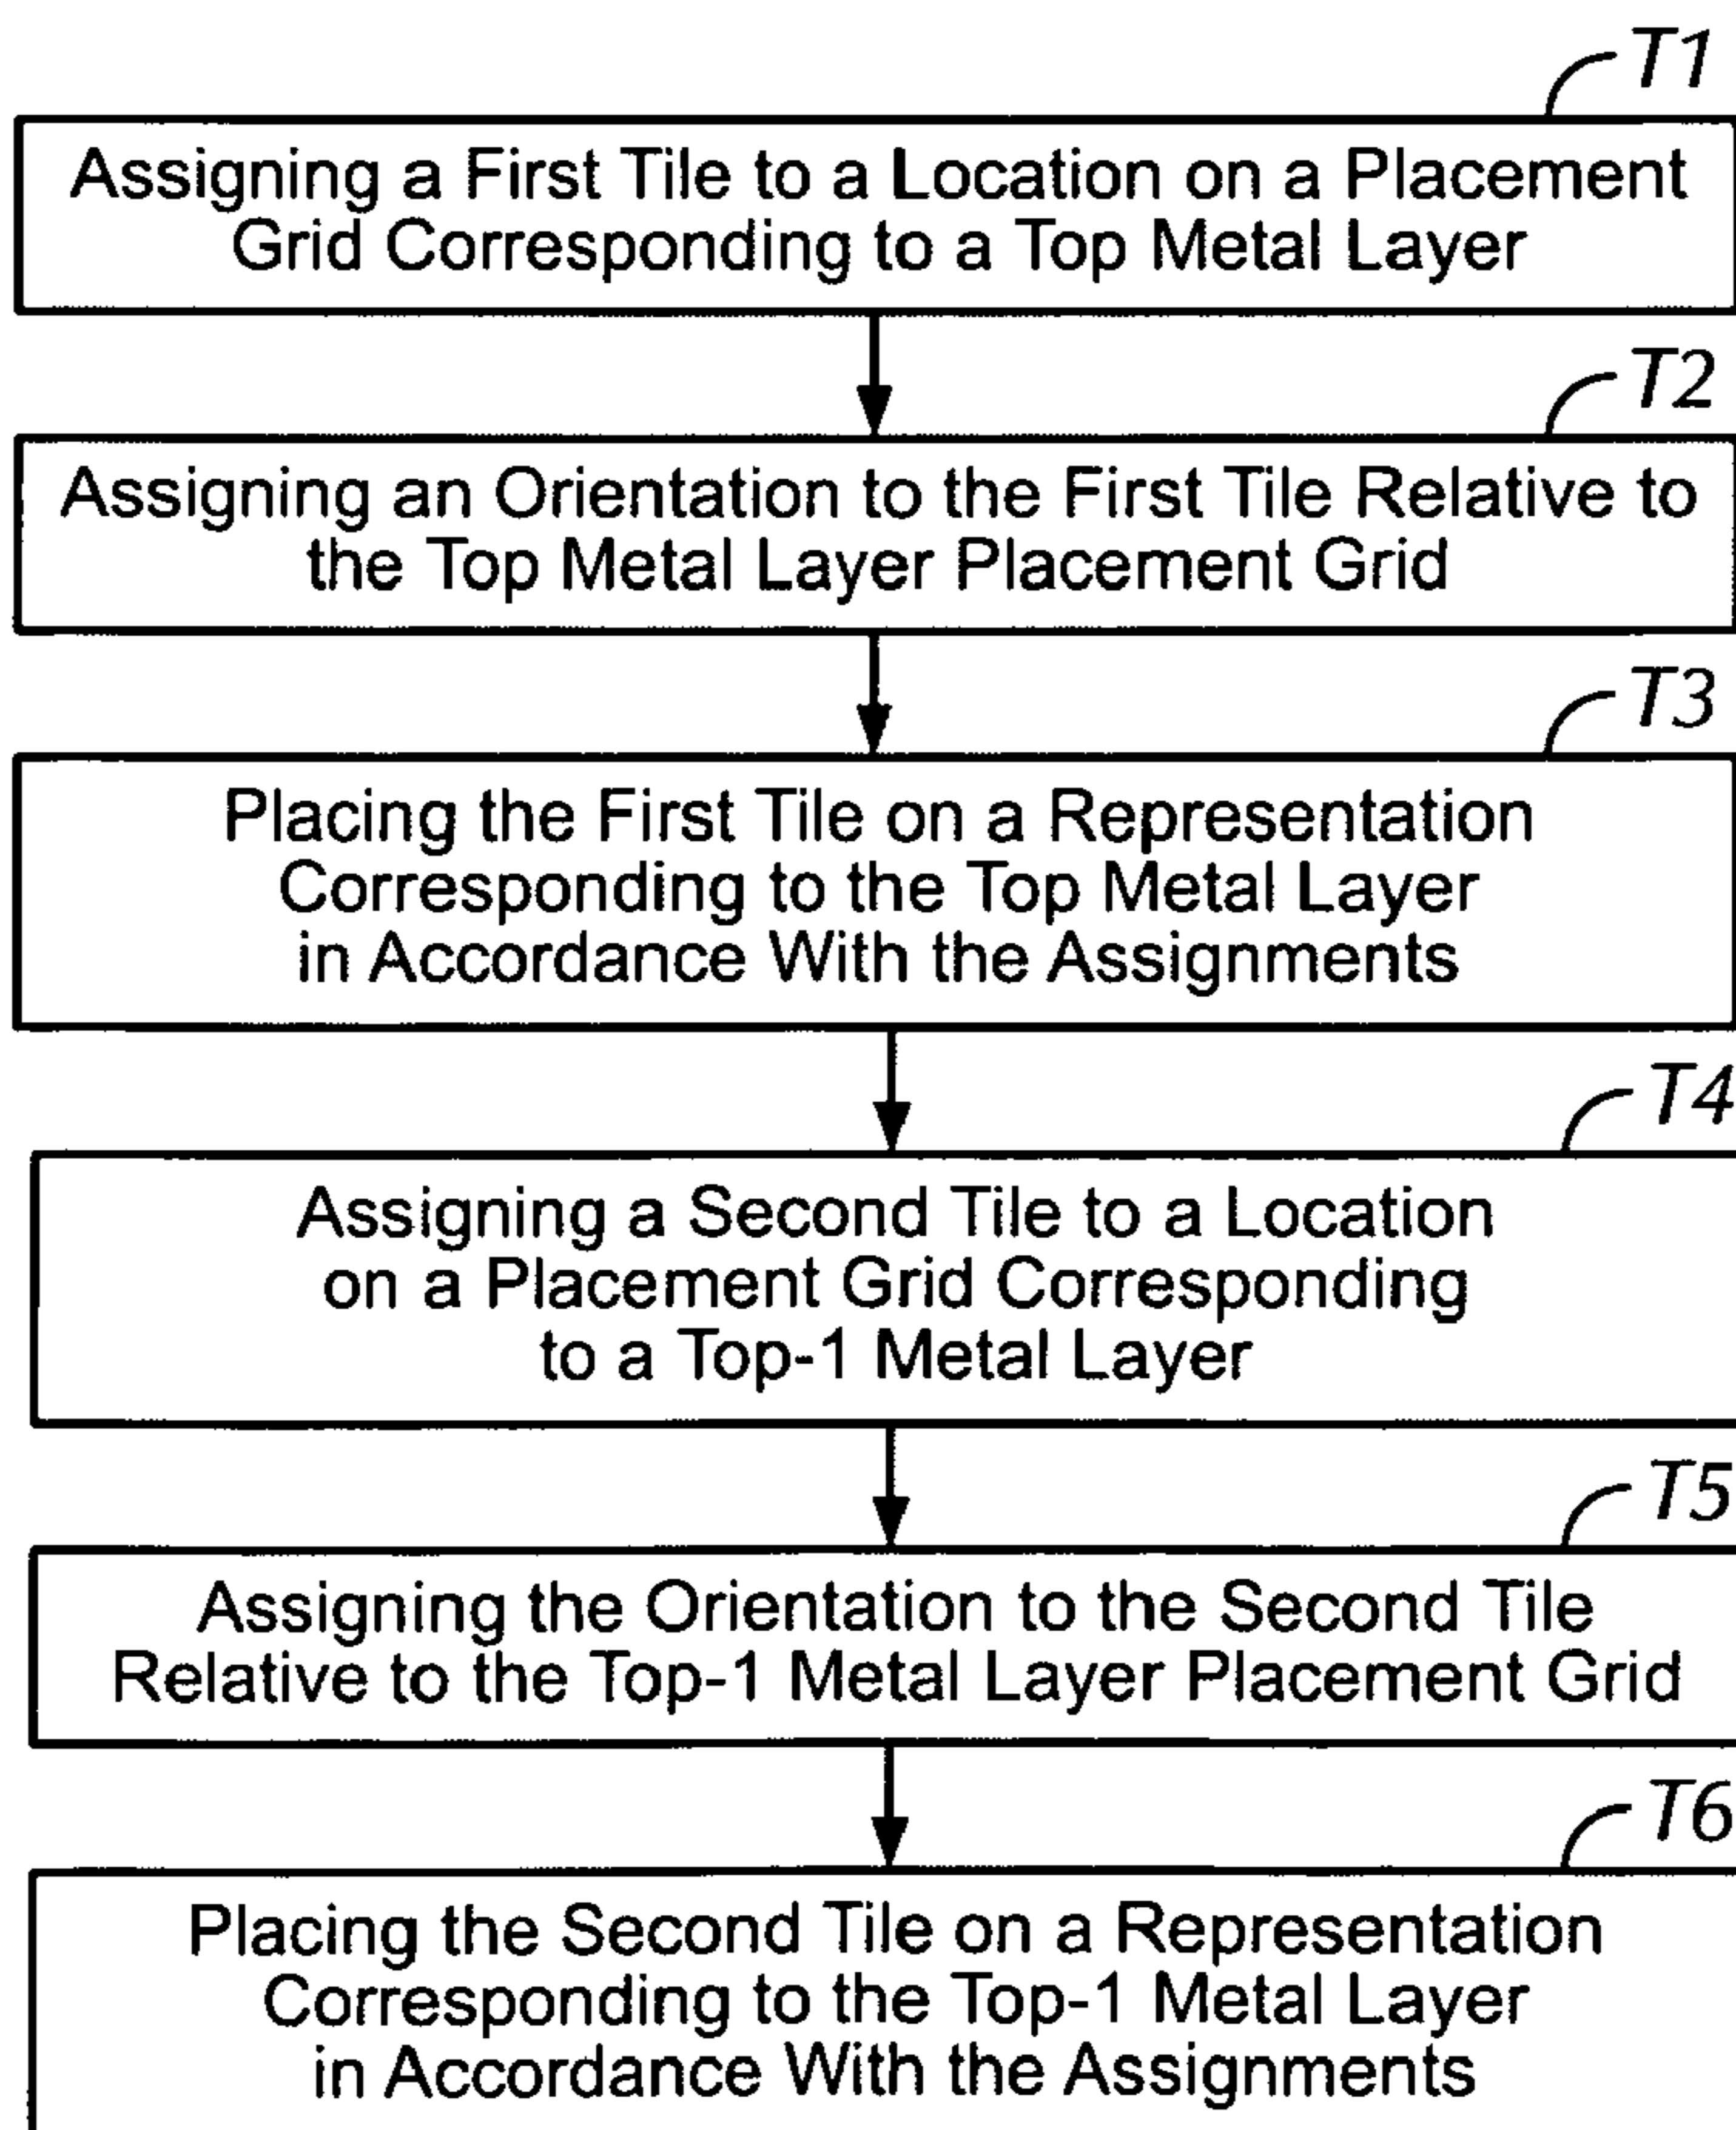 T1
Assigning a First Tile to a Location on a Placement
Grid Corresponding to a Top Metal Layer
T2
Assigning an Orientation to the First Tile Relative to
the Top Metal Layer Placement Grid
T3
Placing the First Tile on a Representation
Corresponding to the Top Metal Layer
in Accordance With the Assignments
T4
Assigning a Second Tile to a Location
on a Placement Grid Corresponding
to a Top-1 Metal Layer
T5
Assigning the Orientation to the Second Tile
Relative to the Top-1 Metal Layer Placement Grid
T6
Placing the Second Tile on a Representation
Corresponding to the Top-1 Metal Layer
in Accordance With the Assignments